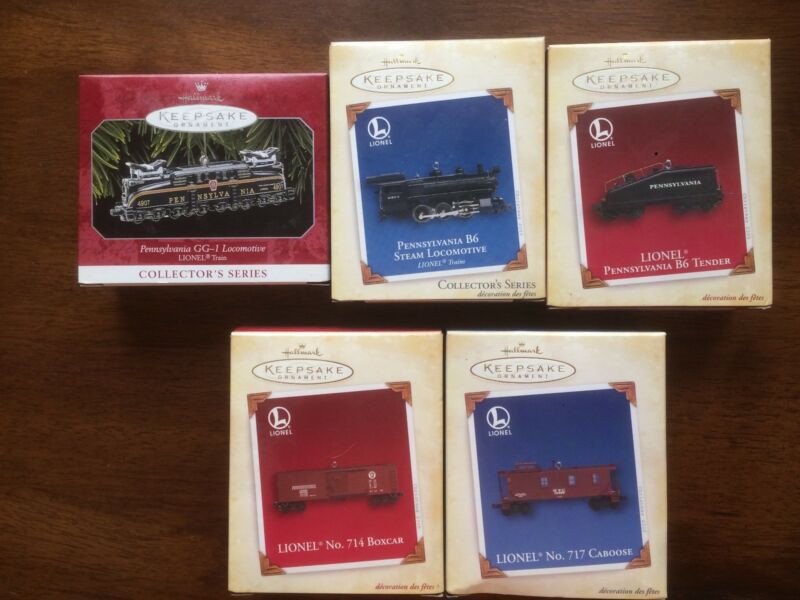 Hallmark
KEEPSAKE
ORNAMENT
4907
PENNSYLVANIA
4907
Pennsylvania GG-1 Locomotive
LIONEL® Train
COLLECTOR'S SERIES
Hallmark
KEEPSAKE
ORNAMENT
L
LIONEL
PENNSYLVANIA B6
STEAM LOCOMOTIVE
LIONEL® Trains
COLLECTOR'S SERIES
décoration des fêtes
Hallmark
KEEPSAKE
ORNAMENT
L
LIONEL
PENNSYLVANIA
LIONEL®
PENNSYLVANIA B6 TENDER
décoration des fêtes
Hallmark
KEEPSAKE
ORNAMENT
L
LIONEL
LIONEL® NO. 714 BOXCAR
décoration des fêtes
Hallmark
KEEPSAKE
ORNAMENT
L
LIONEL
LIONEL® NO. 717 CABOOSE
décoration des fêtes